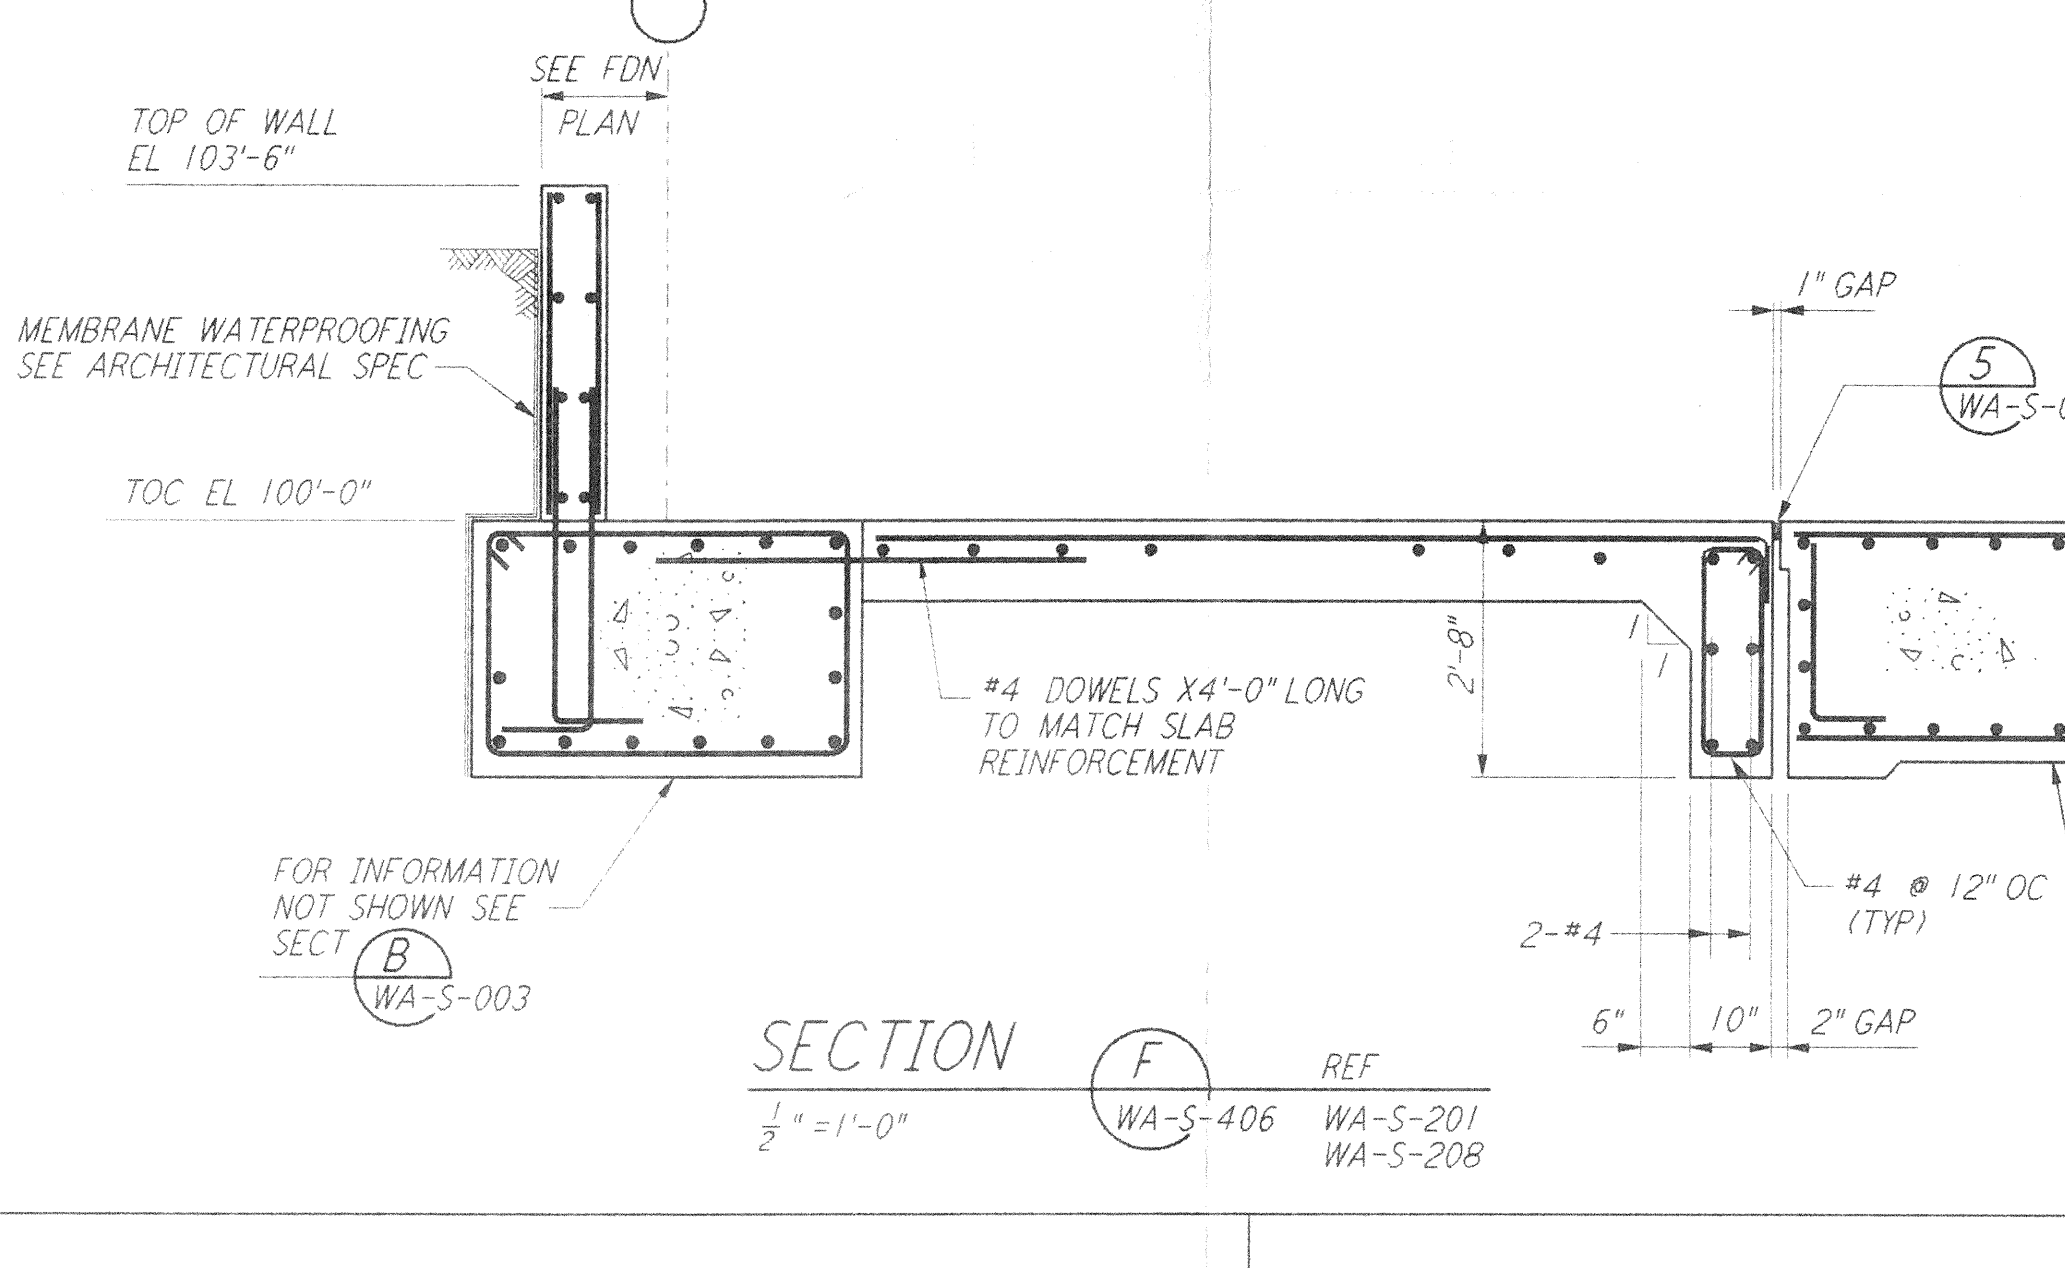 SEE FDN
PLAN
TOP OF WALL
EL 103'-6"
1" GAP
MEMBRANE WATERPROOFING
SEE ARCHITECTURAL SPEC
5
TOC EL 100'-0"
1
1
2'-8"
#4 DOWELS X4'-0" LONG
TO MATCH SLAB
REINFORCEMENT
FOR INFORMATION
NOT SHOWN SEE
SECT B
WA-S-003
#4 @ 12" OC
(TYP)
2-#4
6"
10"
2" GAP
SECTION
F
REF
1/2" =1'-0"
WA-S-406
WA-S-201
WA-S-208